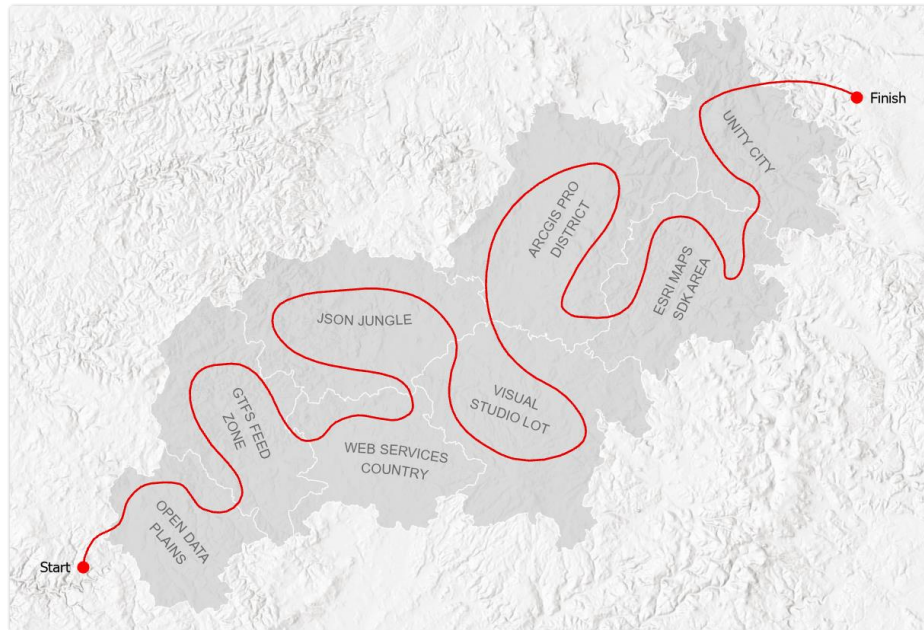 Start
OPEN DATA
PLAINS
GTFS FEED
ZONE
WEB SERVICES
COUNTRY
JSON JUNGLE
VISUAL
STUDIO LOT
ARCGIS PRO
DISTRICT
ESRI MAPS
SDK AREA
UNITY CITY
Finish